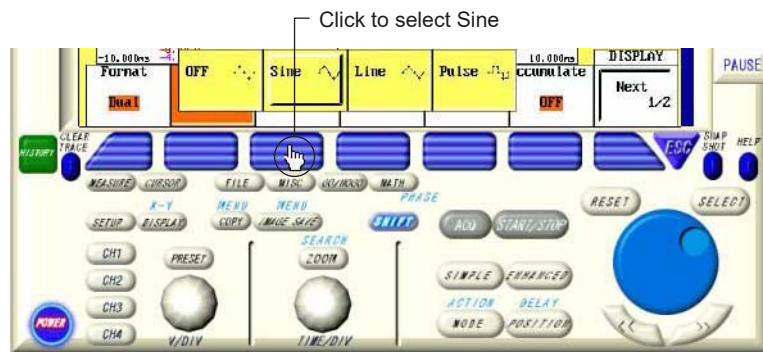 Click to select Sine
-10.000ms 10.000ms DISPLAY
Format OFF Sine Line Pulse ccumulate Next PAUSE
Dual OFF 1/2
HISTORY CLEAR TRACE ESC SNAP SHOT HELP
MEASURE CURSOR FILE MISC GO/NOGO MATH
X-Y MENU MENU PHASE RESET SELECT
SETUP DISPLAY COPY IMAGE SAVE SHIFT ACQ START/STOP
SEARCH
CH1 PRESET ZOOM
CH2 SIMPLE ENHANCED
CH3 ACTION DELAY
POWER CH4 MODE POSITION << >>
V/DIV TIME/DIV